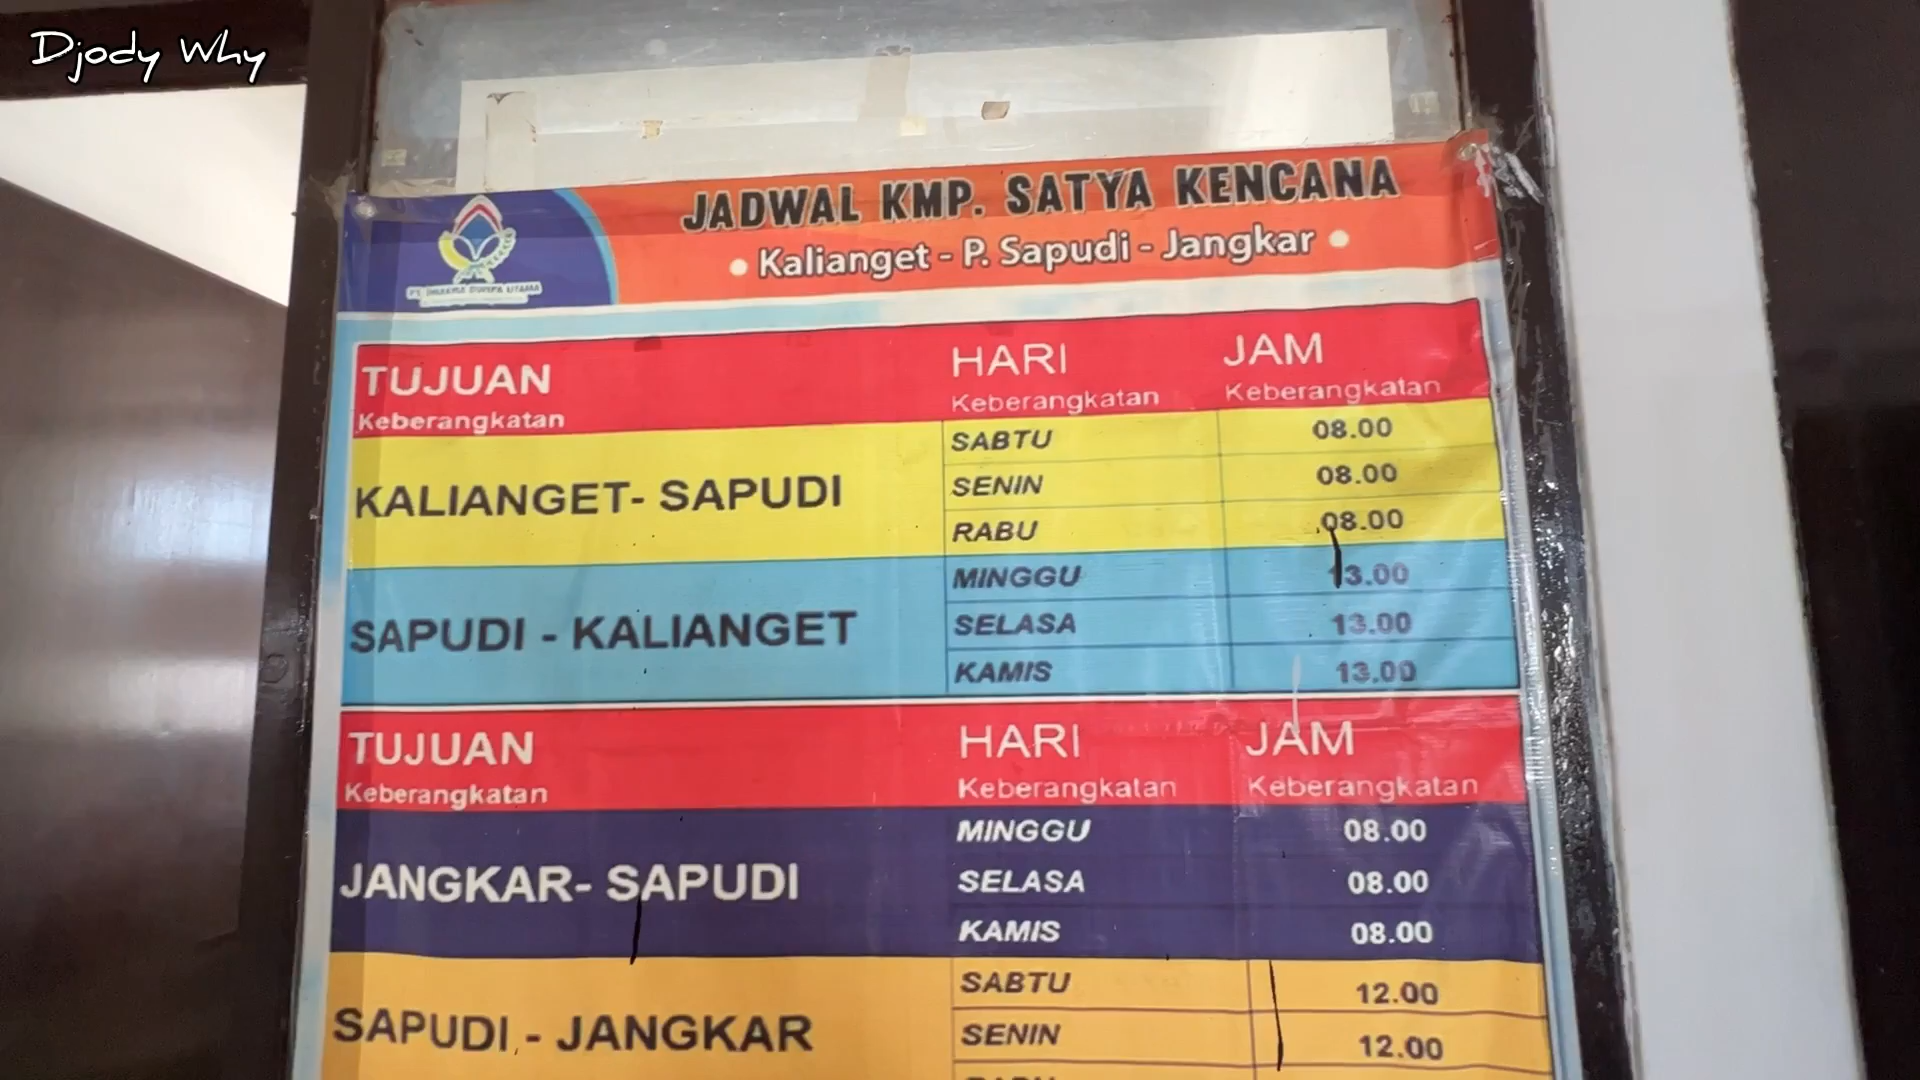 Djody Why
JADWAL KMP. SATYA KENCANA
• Kalianget - P. Sapudi - Jangkar •
TUJUAN HARI JAM
Keberangkatan Keberangkatan Keberangkatan
KALIANGET- SAPUDI
SABTU 08.00
SENIN 08.00
RABU 08.00
SAPUDI - KALIANGET
MINGGU 13.00
SELASA 13.00
KAMIS 13.00
TUJUAN HARI JAM
Keberangkatan Keberangkatan Keberangkatan
JANGKAR- SAPUDI
MINGGU 08.00
SELASA 08.00
KAMIS 08.00
SAPUDI - JANGKAR
SABTU 12.00
SENIN 12.00